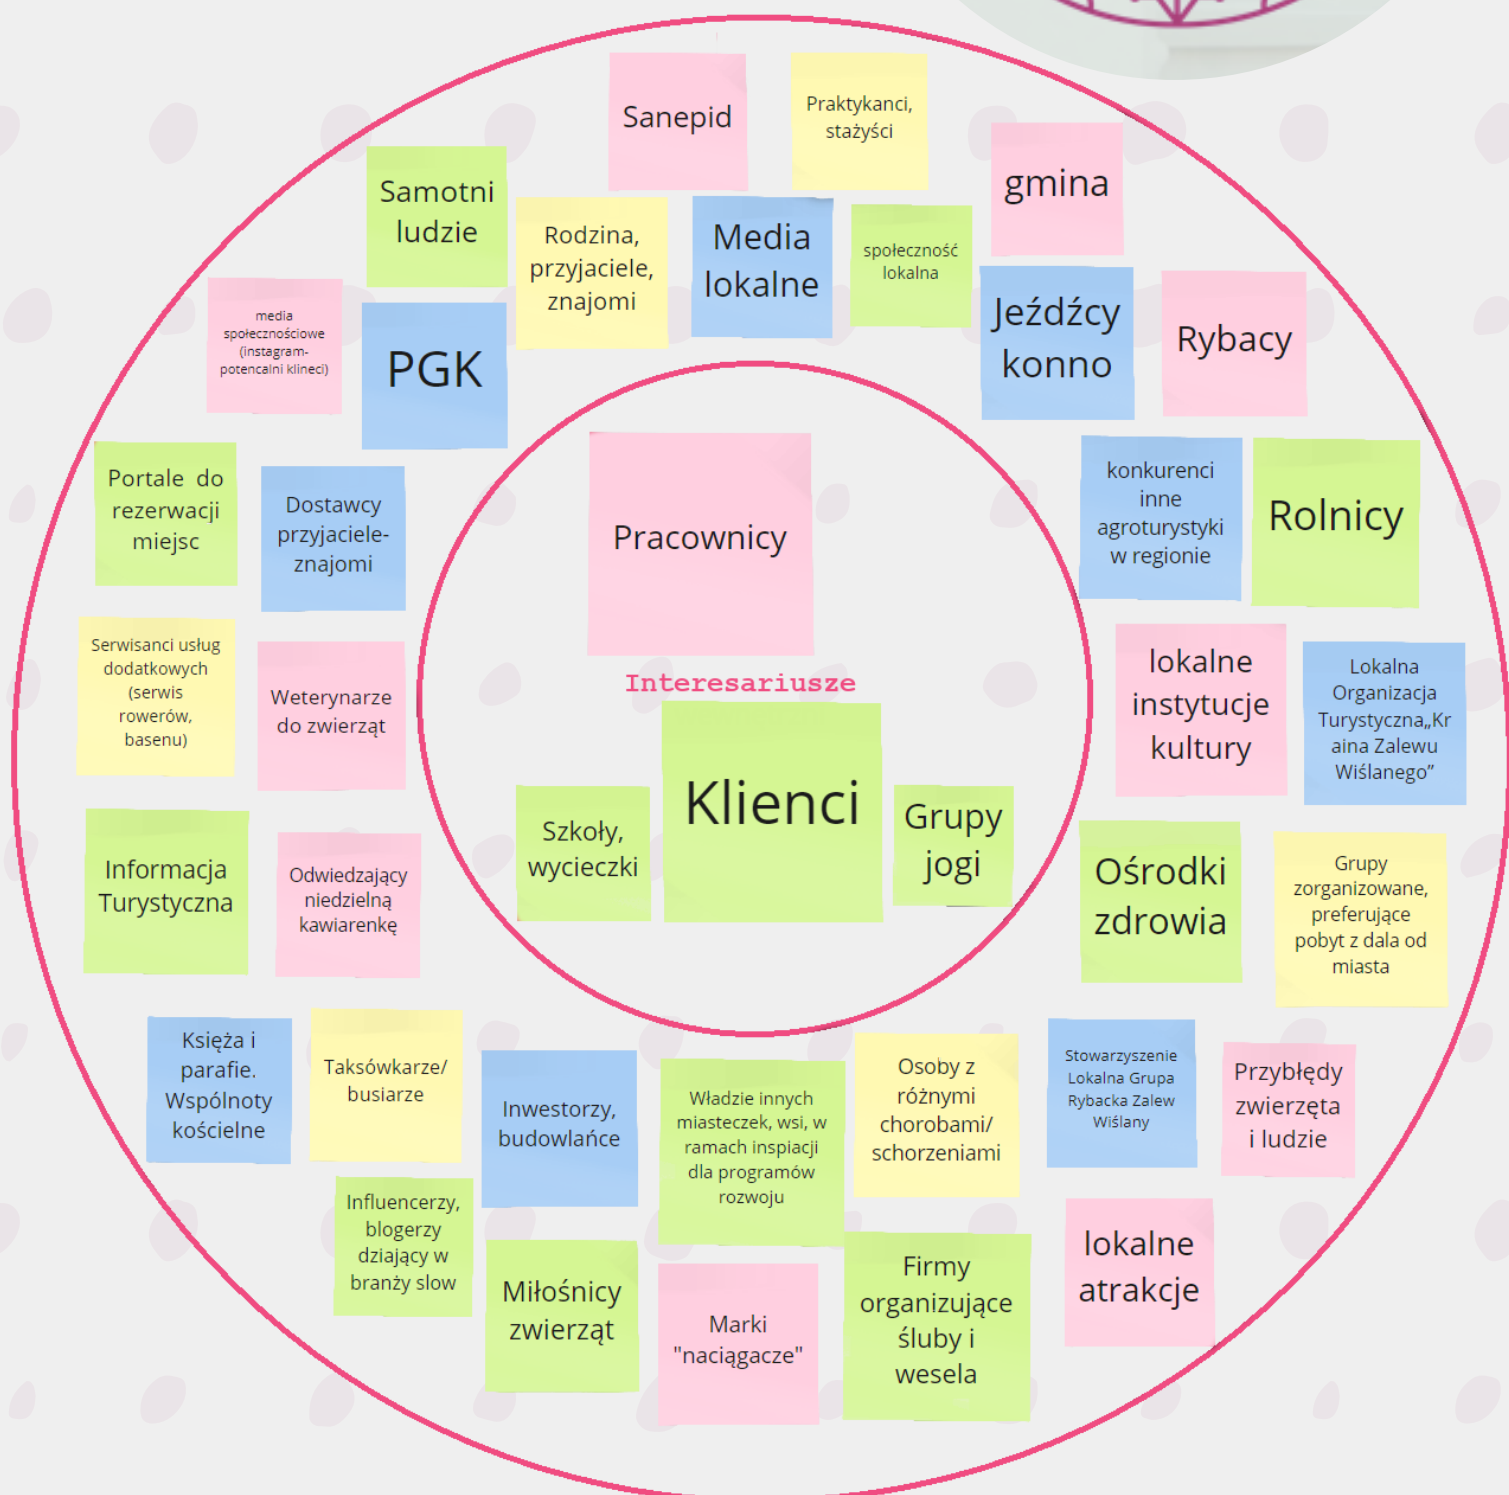 Sanepid
Praktykanci,
stażyści
gmina
Samotni
ludzie
Rodzina,
przyjaciele,
znajomi
Media
lokalne
społeczność
lokalna
Jeźdźcy
konno
Rybacy
media
społecznościowe
(instagram-
potencalni klineci)
PGK
Portale do
rezerwacji
miejsc
Dostawcy
przyjaciele-
znajomi
Pracownicy
konkurenci
inne
agroturystyki
w regionie
Rolnicy
Serwisanci usług
dodatkowych
(serwis
rowerów,
basenu)
Weterynarze
do zwierząt
Interesariusze
lokalne
instytucje
kultury
Lokalna
Organizacja
Turystyczna„Kr
aina Zalewu
Wiślanego”
Informacja
Turystyczna
Odwiedzający
niedzielną
kawiarenkę
Szkoły,
wycieczki
Klienci
Grupy
jogi
Ośrodki
zdrowia
Grupy
zorganizowane,
preferujące
pobyt z dala od
miasta
Księża i
parafie.
Wspólnoty
kościelne
Taksówkarze/
busiarze
Inwestorzy,
budowlańce
Władzie innych
miasteczek, wsi, w
ramach inspiacji
dla programów
rozwoju
Osoby z
różnymi
chorobami/
schorzeniami
Stowarzyszenie
Lokalna Grupa
Rybacka Zalew
Wiślany
Przybłędy
zwierzęta
i ludzie
Influencerzy,
blogerzy
dziający w
branży slow
Miłośnicy
zwierząt
Marki
"naciągacze"
Firmy
organizujące
śluby i
wesela
lokalne
atrakcje